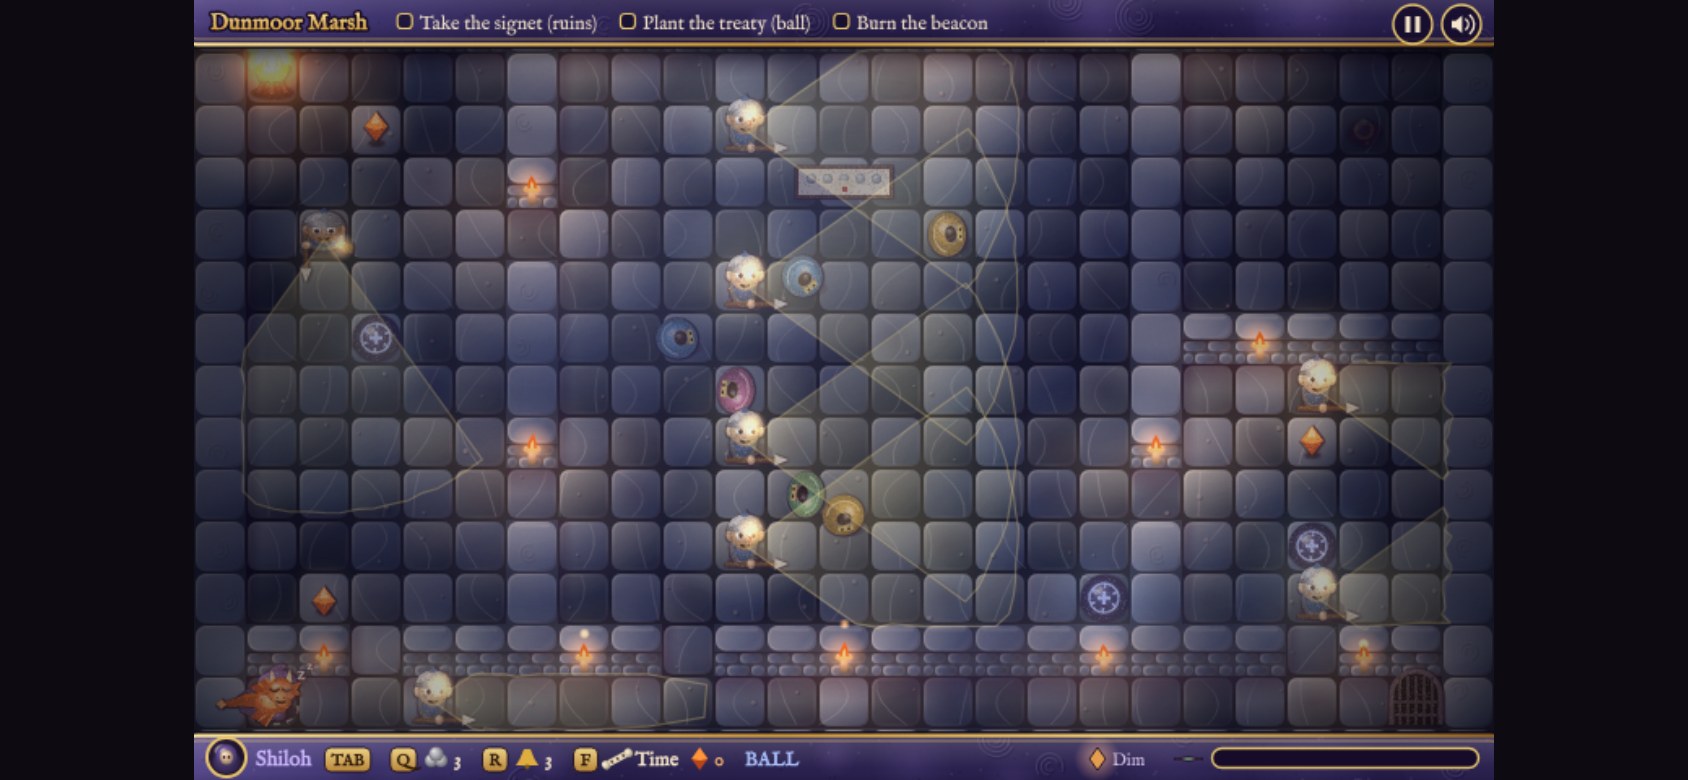 Dunmoor Marsh Take the signet (ruins) Plant the treaty (ball) Burn the beacon
z z
Shiloh TAB Q 3 R 3 F Time 0 BALL Dim